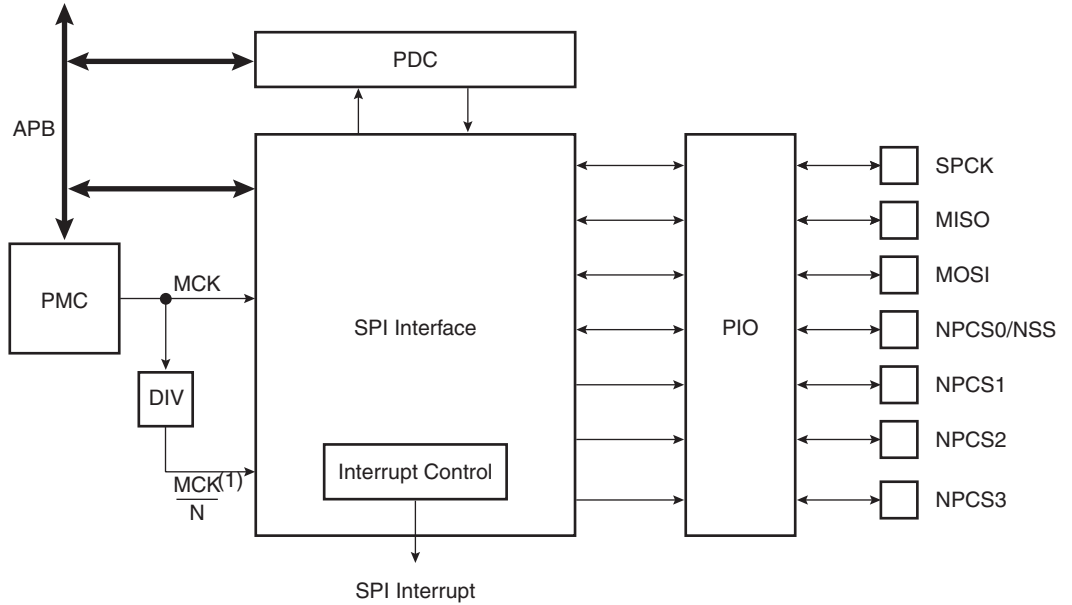 PDC
APB
SPCK
MISO
MOSI
NPCS0/NSS
NPCS1
NPCS2
NPCS3
PMC
MCK
SPI Interface
PIO
DIV
Interrupt Control
MCK(1)
N
SPI Interrupt